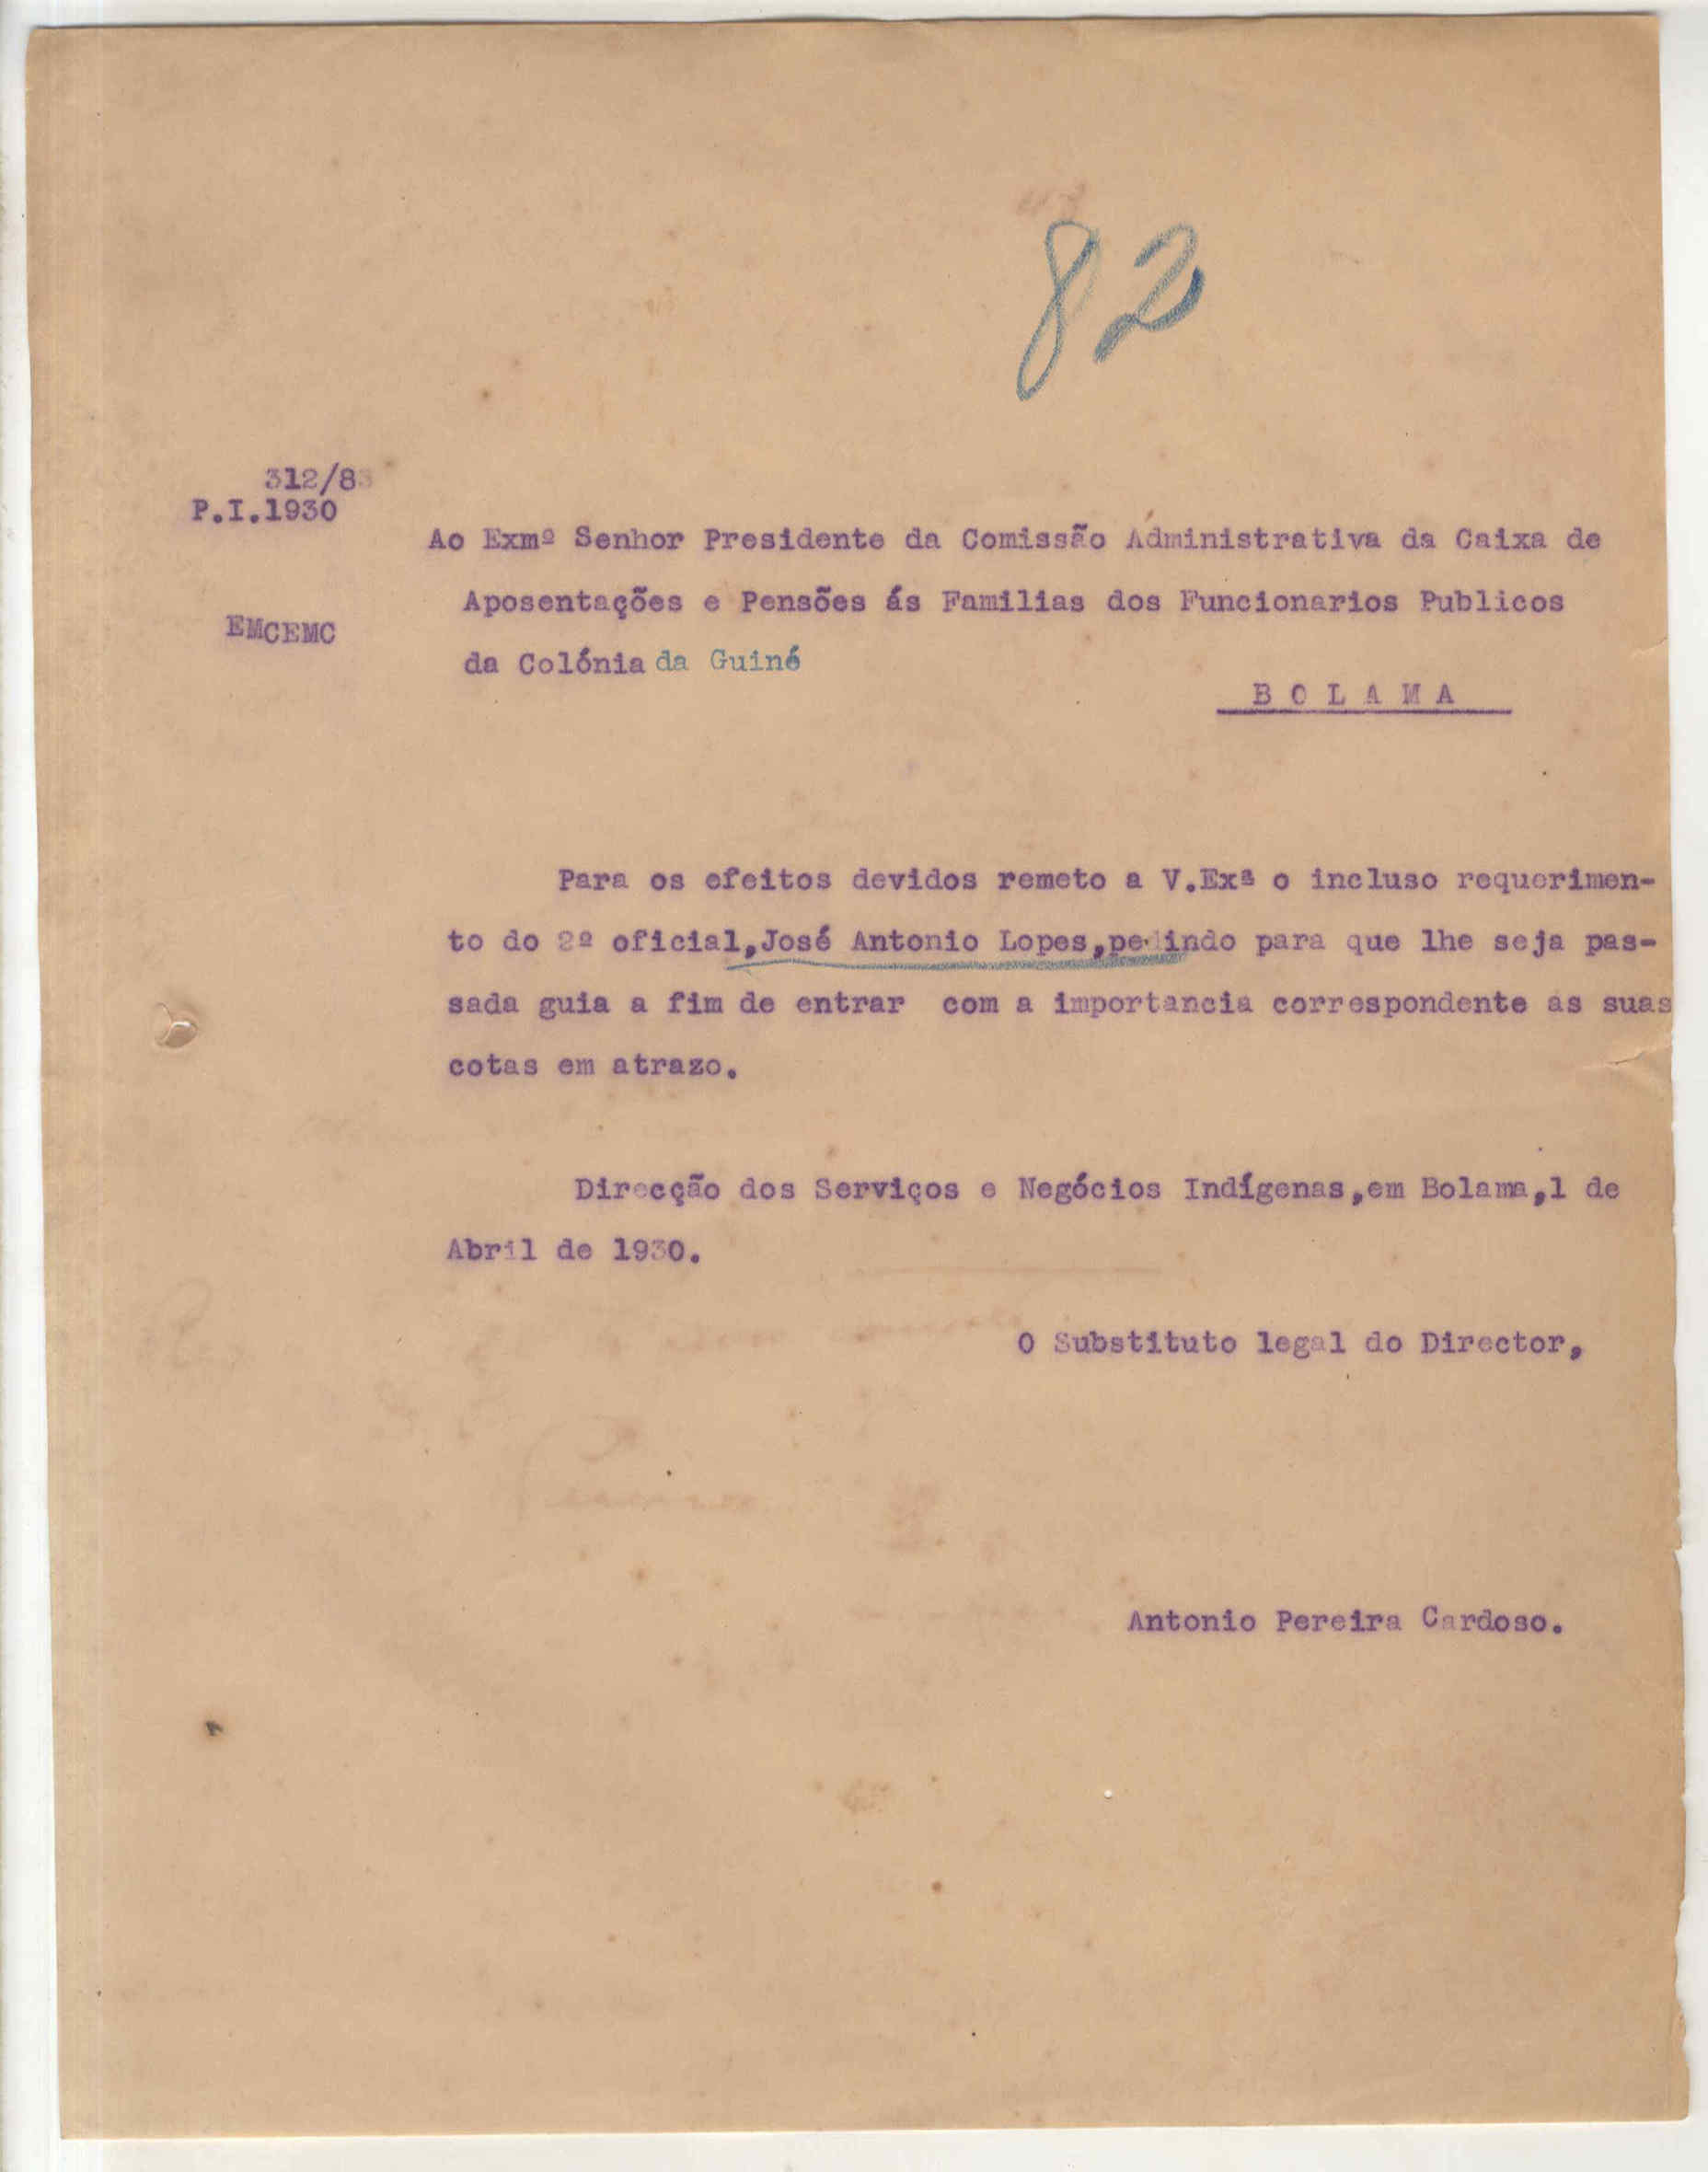 82
312/83
P.I.1930
Ao Exmº Senhor Presidente da Comissão Administrativa da Caixa de
Aposentações e Pensões ás Familias dos Funcionarios Publicos
EMCEMC
da Colónia da Guiné
BOLAMA
Para os efeitos devidos remeto a V.Exª o incluso requerimen-
to do 2º oficial,José Antonio Lopes,pedindo para que lhe seja pas-
sada guia a fim de entrar com a importancia correspondente as suas
cotas em atrazo.
Direcção dos Serviços e Negócios Indígenas,em Bolama,1 de
Abril de 1930.
O Substituto legal do Director,
Antonio Pereira Cardoso.